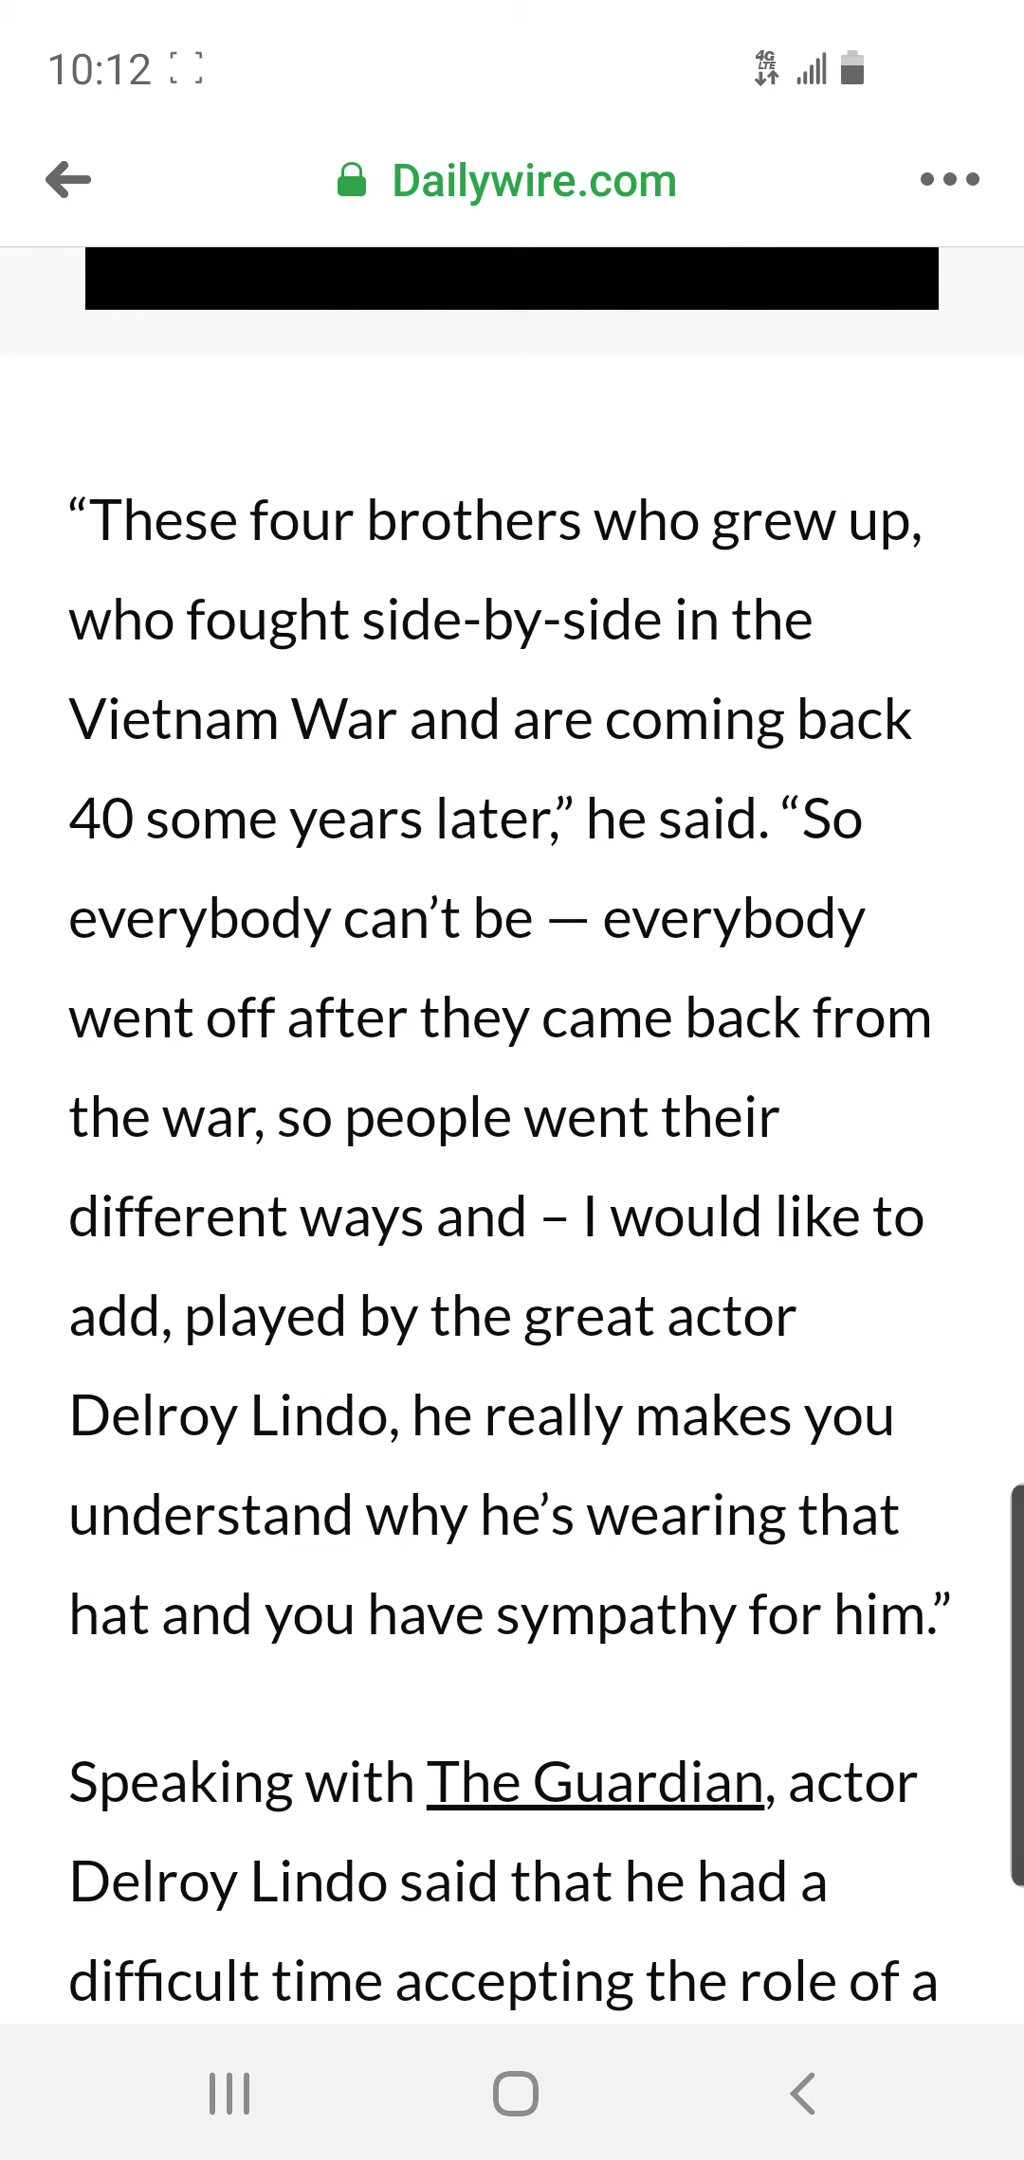 10:12
4G
LTE
Dailywire.com
“These four brothers who grew up,
who fought side-by-side in the
Vietnam War and are coming back
40 some years later,” he said. “So
everybody can’t be — everybody
went off after they came back from
the war, so people went their
different ways and – I would like to
add, played by the great actor
Delroy Lindo, he really makes you
understand why he’s wearing that
hat and you have sympathy for him.”
Speaking with The Guardian, actor
Delroy Lindo said that he had a
difficult time accepting the role of a